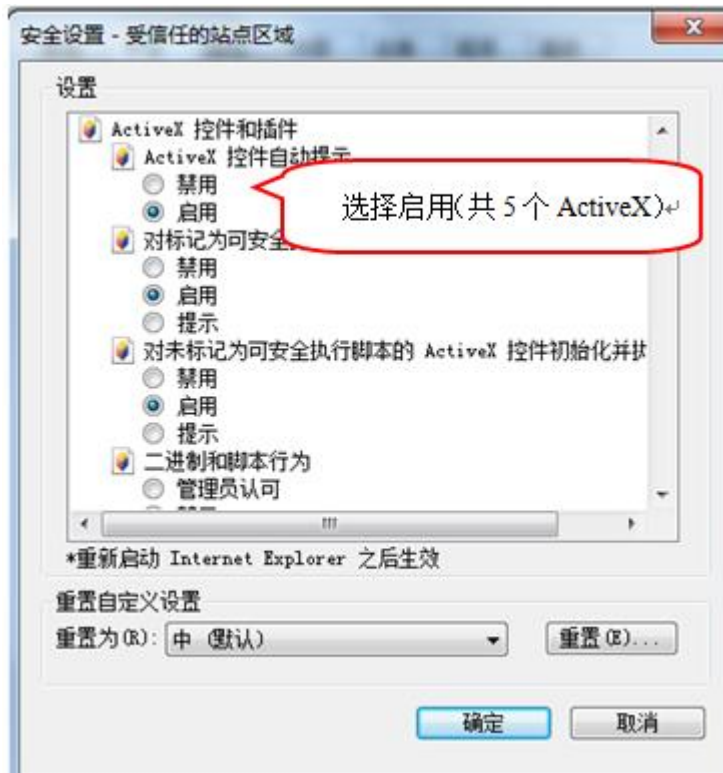 安全设置 - 受信任的站点区域
设置
ActiveX 控件和插件
ActiveX 控件自动提示
禁用
启用
选择启用(共 5 个 ActiveX)↵
对标记为可安全
禁用
启用
提示
对未标记为可安全执行脚本的 ActiveX 控件初始化并执
禁用
启用
提示
二进制和脚本行为
管理员认可
*重新启动 Internet Explorer 之后生效
重置自定义设置
重置为(R): 中 (默认)
重置(E)...
确定
取消